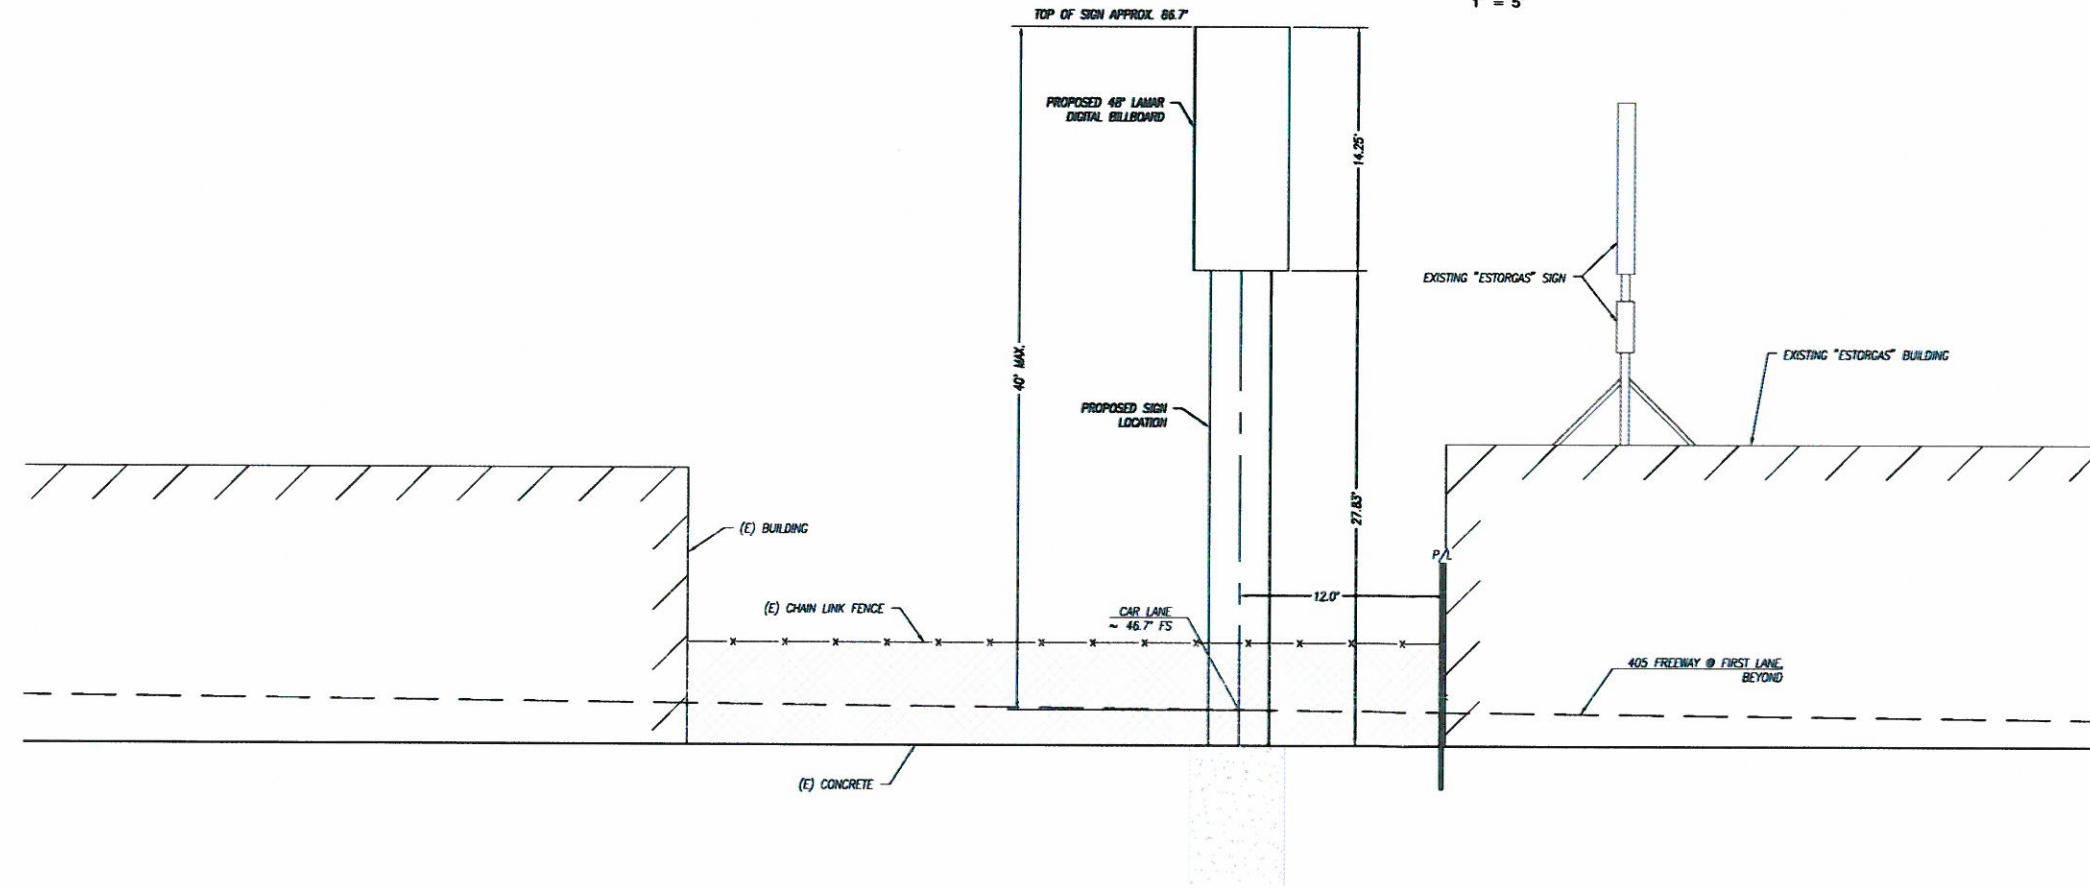 1" = 5'
TOP OF SIGN APPROX. 86.7'
PROPOSED 48' LAMAR
DIGITAL BILLBOARD
14.25'
EXISTING "ESTORGAS" SIGN
EXISTING "ESTORGAS" BUILDING
40' MAX.
PROPOSED SIGN
LOCATION
27.83'
(E) BUILDING
P/L
12.0'
(E) CHAIN LINK FENCE
CAR LANE
~ 46.7' FS
405 FREEWAY @ FIRST LANE,
BEYOND
(E) CONCRETE